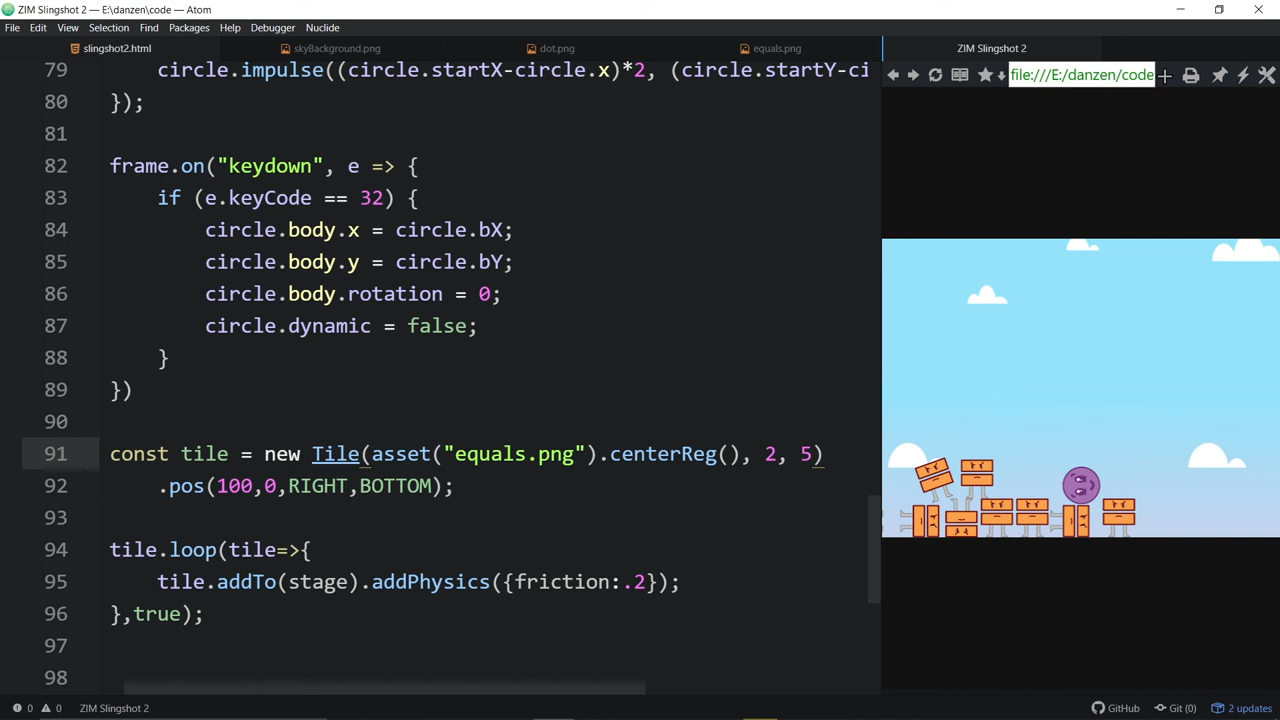 ZIM Slingshot 2 — E:\danzen\code — Atom
File Edit View Selection Find Packages Help Debugger Nuclide
slingshot2.html skyBackground.png dot.png equals.png ZIM Slingshot 2
file:///E:/danzen/code
79 circle.impulse((circle.startX-circle.x)*2, (circle.startY-ci
80 });
81
82 frame.on("keydown", e => {
83 if (e.keyCode == 32) {
84 circle.body.x = circle.bX;
85 circle.body.y = circle.bY;
86 circle.body.rotation = 0;
87 circle.dynamic = false;
88 }
89 })
90
91 const tile = new Tile(asset("equals.png").centerReg(), 2, 5)
92 .pos(100,0,RIGHT,BOTTOM);
93
94 tile.loop(tile=>{
95 tile.addTo(stage).addPhysics({friction:.2});
96 },true);
97
98
0 0 ZIM Slingshot 2 GitHub Git (0) 2 updates